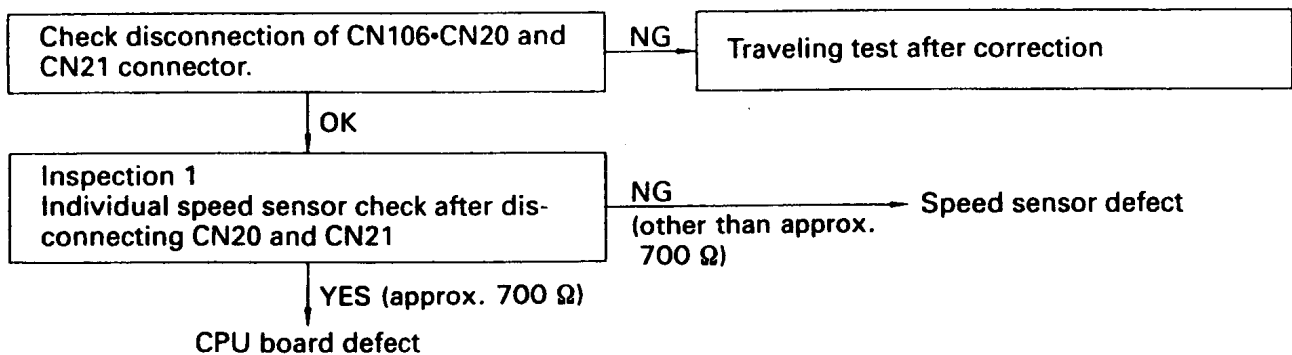 Check disconnection of CN106•CN20 and
CN21 connector.
NG
Traveling test after correction
OK
Inspection 1
Individual speed sensor check after dis-
connecting CN20 and CN21
NG
(other than approx.
700 Ω)
Speed sensor defect
YES (approx. 700 Ω)
CPU board defect